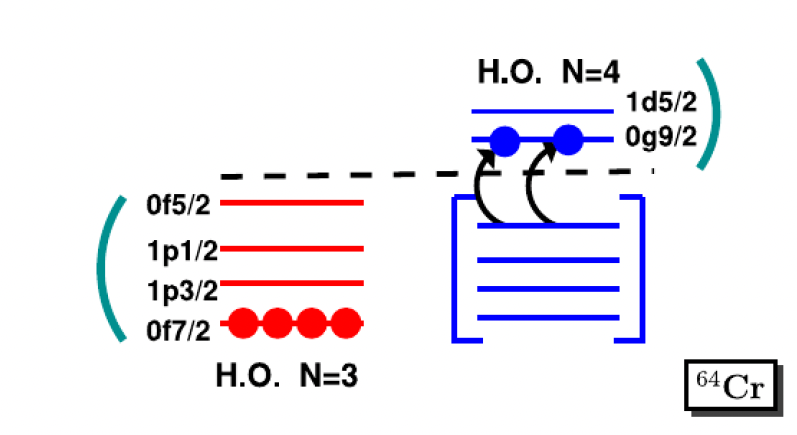 H.O. N=4
1d5/2
0g9/2
0f5/2
1p1/2
1p3/2
0f7/2
H.O. N=3
⁶⁴Cr